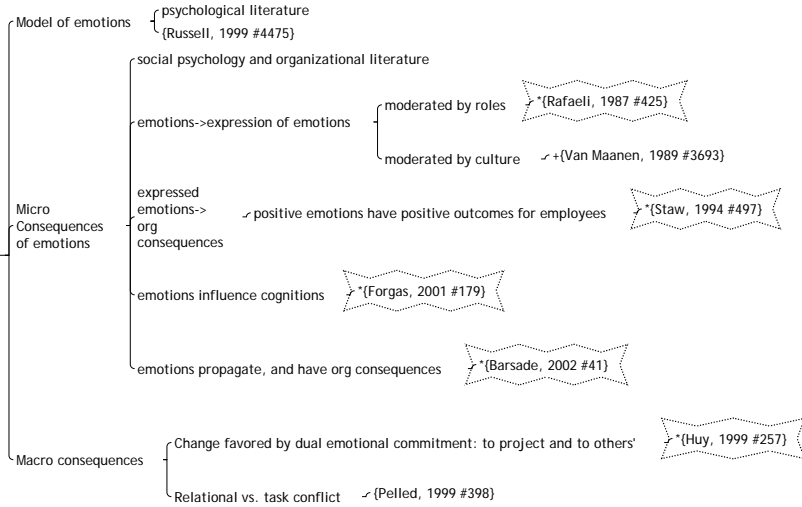 Model of emotions
psychological literature
{Russell, 1999 #4475}
Micro
Consequences
of emotions
social psychology and organizational literature
emotions->expression of emotions
moderated by roles
*{Rafaeli, 1987 #425}
moderated by culture
+{Van Maanen, 1989 #3693}
expressed
emotions->
org
consequences
positive emotions have positive outcomes for employees
*{Staw, 1994 #497}
emotions influence cognitions
*{Forgas, 2001 #179}
emotions propagate, and have org consequences
*{Barsade, 2002 #41}
Macro consequences
Change favored by dual emotional commitment: to project and to others'
*{Huy, 1999 #257}
Relational vs. task conflict
{Pelled, 1999 #398}